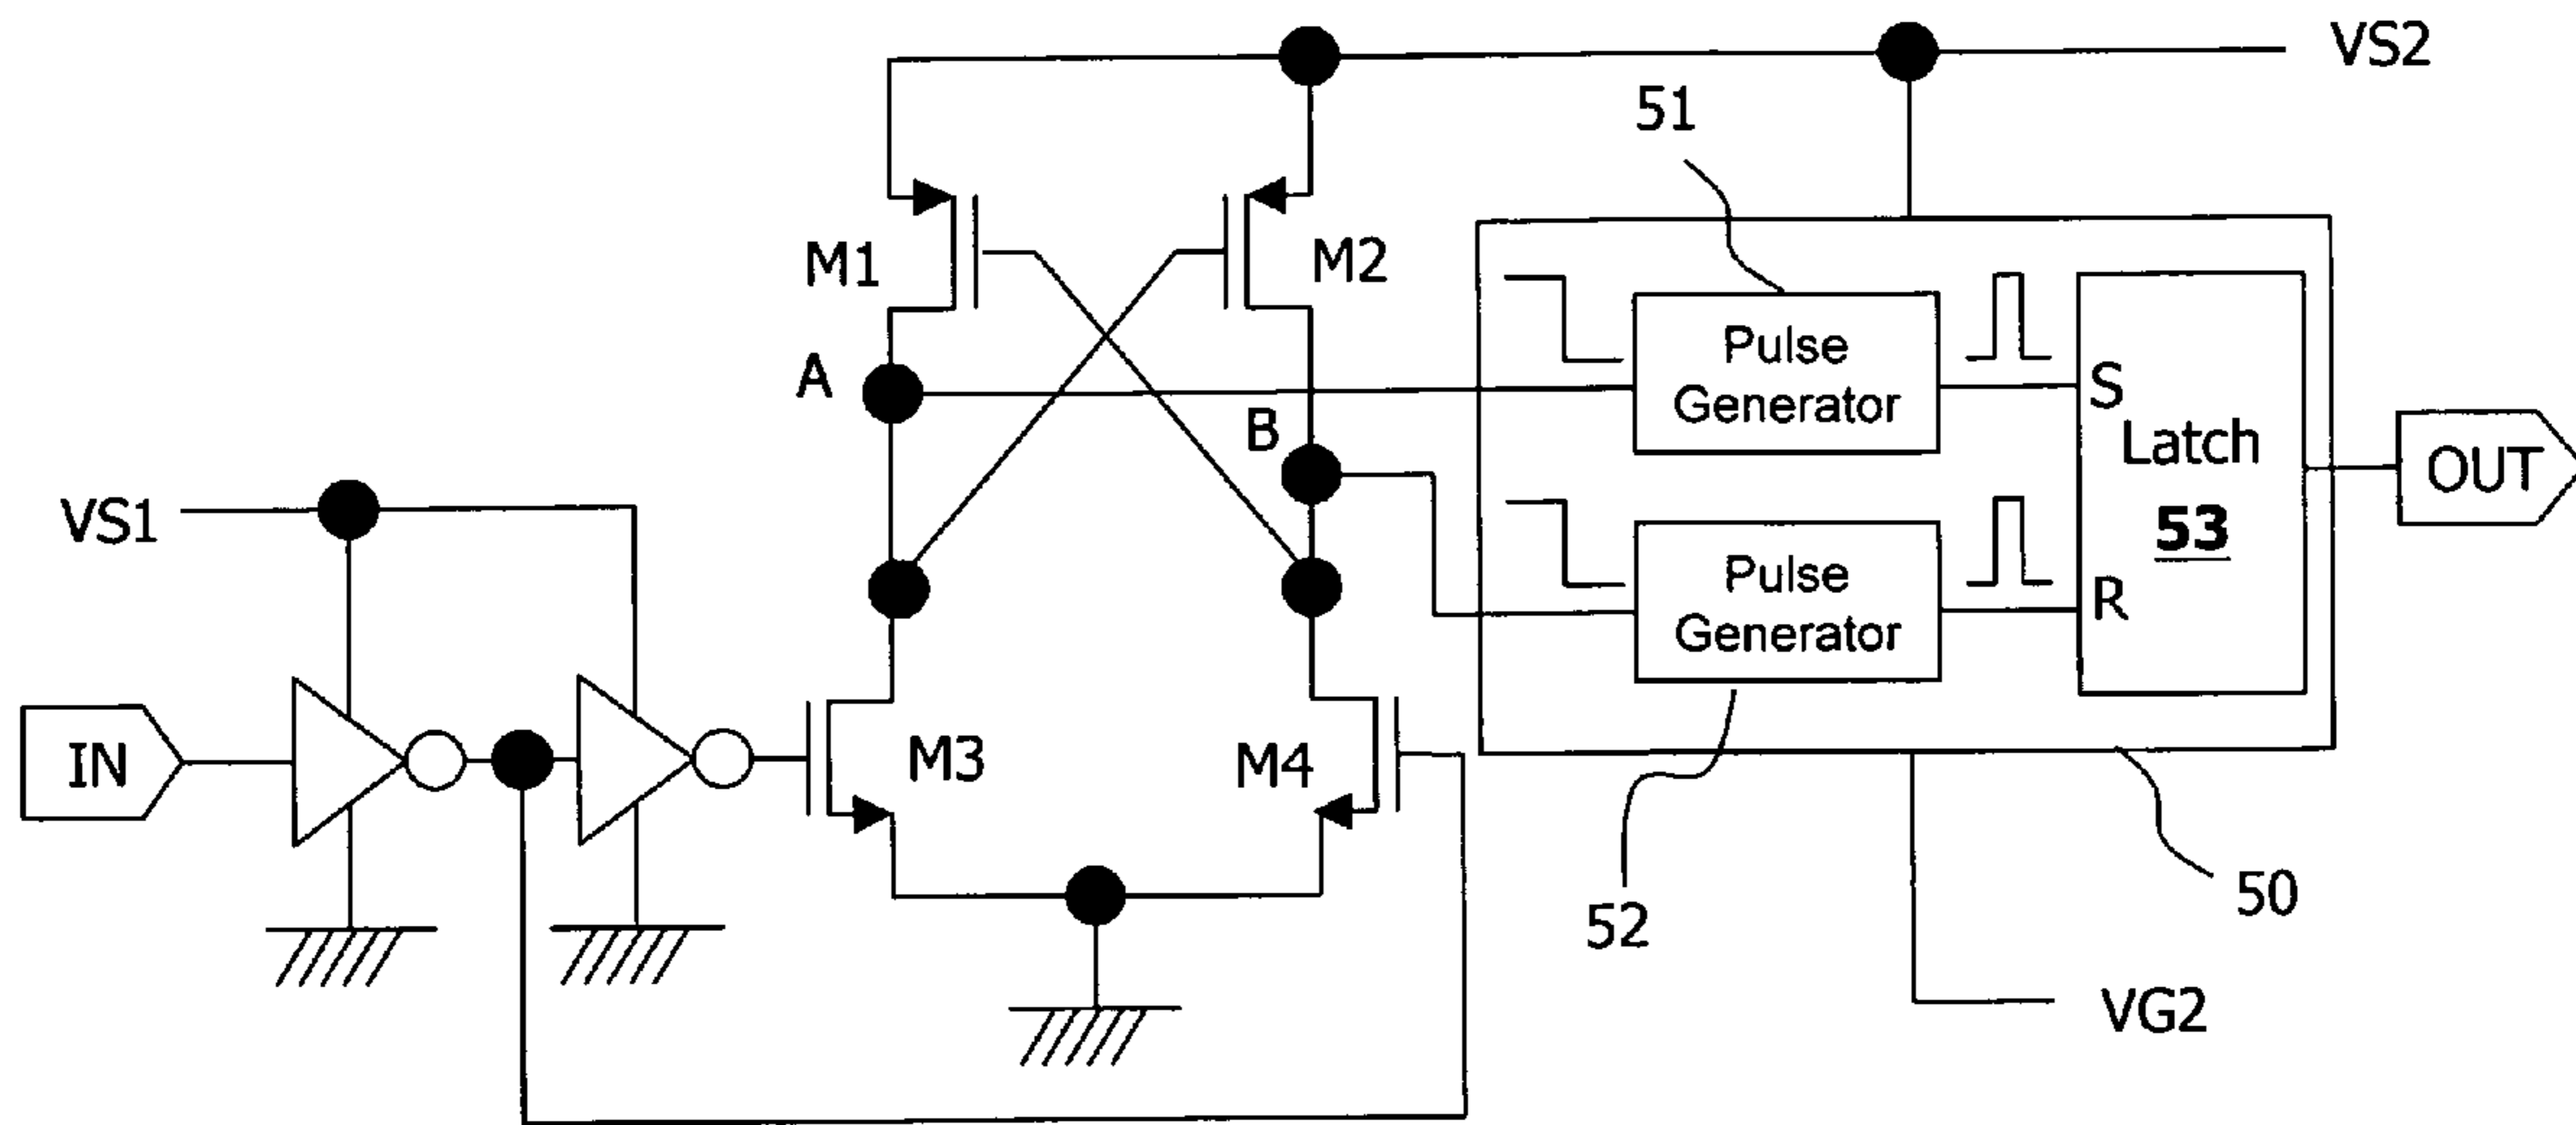 VS2
51
M1
M2
Pulse
Generator
A
S
B
Latch
53
OUT
VS1
Pulse
Generator
R
IN
M3
M4
52
50
VG2